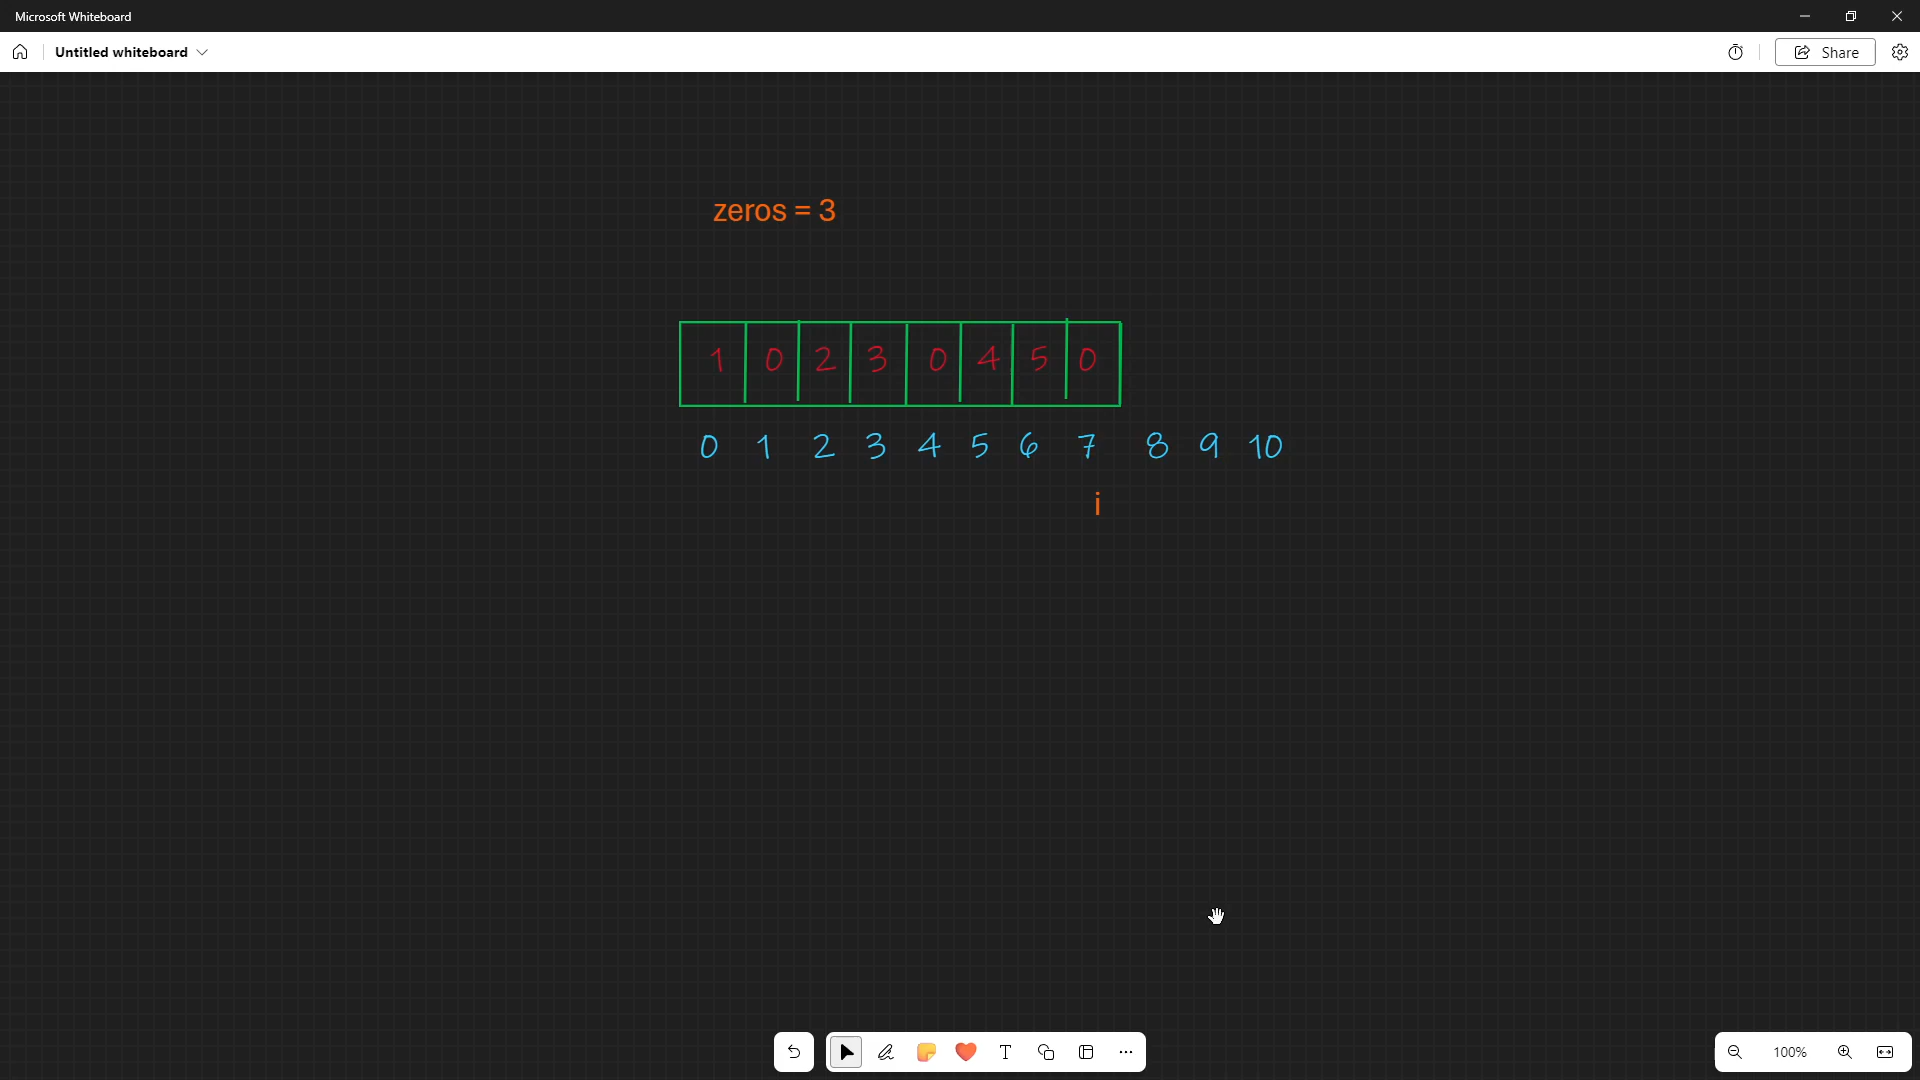 Microsoft Whiteboard
Untitled whiteboard
Share
zeros = 3
1 0 2 3 0 4 5 0
0 1 2 3 4 5 6 7 8 9 10
i
100%